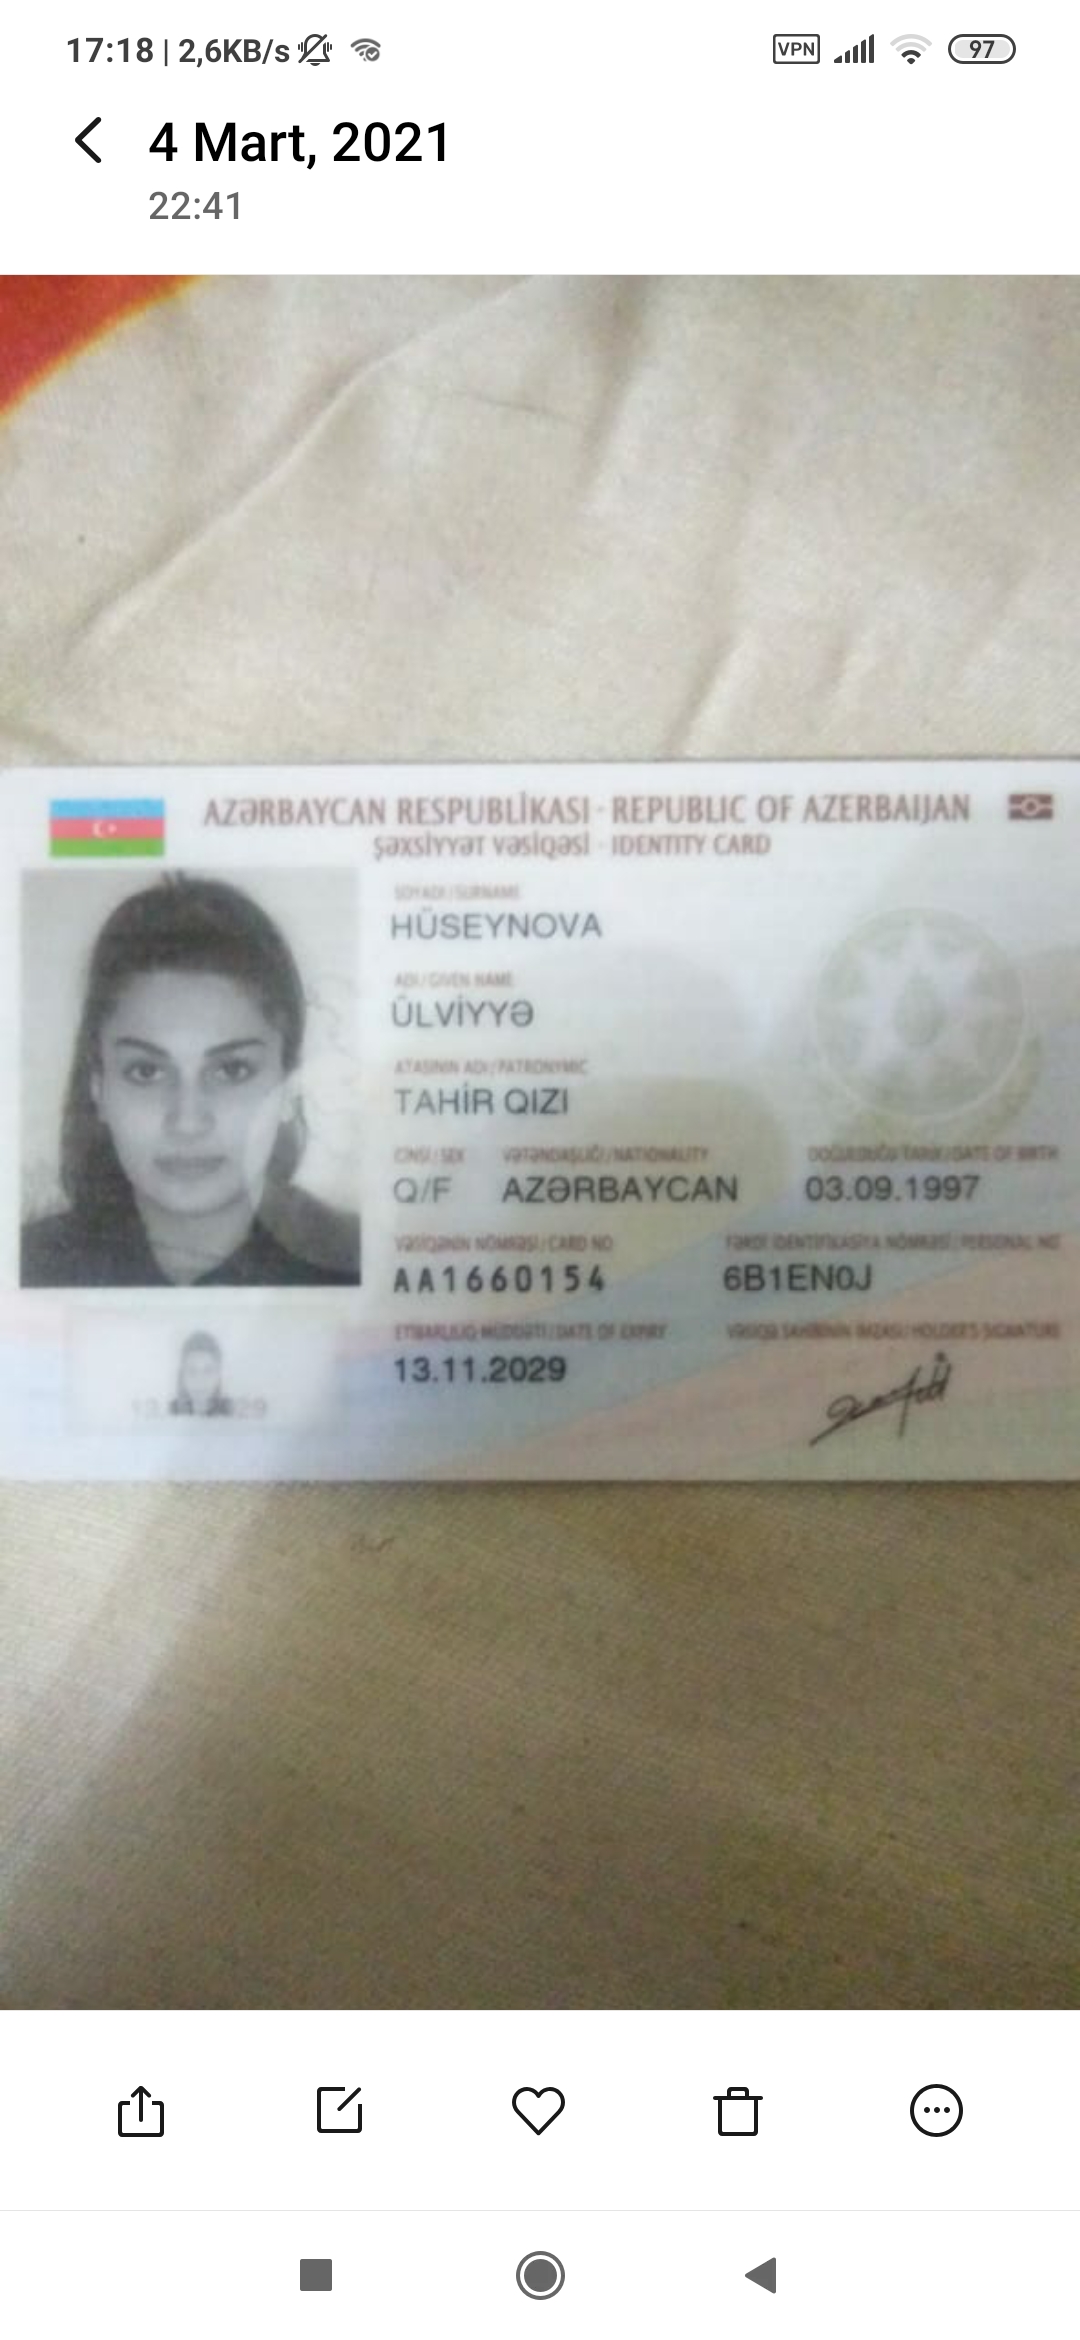 17:18 | 2,6KB/s
VPN
97
4 Mart, 2021
22:41
AZƏRBAYCAN RESPUBLİKASI · REPUBLIC OF AZERBAIJAN
ŞƏXSİYYƏT VƏSİQƏSİ · IDENTITY CARD
SOYADI/SURNAME
HÜSEYNOVA
ADI/GIVEN NAME
ÜLVİYYƏ
ATASININ ADI/PATRONYMIC
TAHİR QIZI
CİNSİ/SEX VƏTƏNDAŞLIĞI/NATIONALITY DOĞULDUĞU TARİX/DATE OF BIRTH
Q/F AZƏRBAYCAN 03.09.1997
VƏSİQƏNİN NÖMRƏSİ/CARD NO FƏRDİ İDENTİFİKASİYA NÖMRƏSİ/PERSONAL NO
AA1660154 6B1EN0J
ETİBARLILIQ MÜDDƏTİ/DATE OF EXPIRY VƏSİQƏ SAHİBİNİN İMZASI/HOLDER'S SIGNATURE
13.11.2029